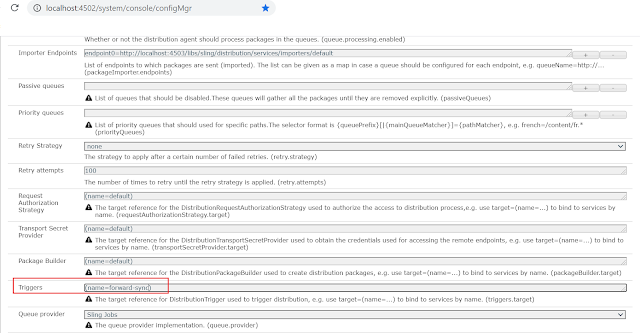 localhost:4502/system/console/configMgr
Whether or not the distribution agent should process packages in the queues. (queue.processing.enabled)
Importer Endpoints
endpoint0=http://localhost:4503/libs/sling/distribution/services/importers/default
+ -
List of endpoints to which packages are sent (imported). The list can be given as a map in case a queue should be configured for each endpoint, e.g. queueName=http://...
(packageImporter.endpoints)
Passive queues
+ -
List of queues that should be disabled.These queues will gather all the packages until they are removed explicitly. (passiveQueues)
Priority queues
+ -
List of priority queues that should used for specific paths.The selector format is {queuePrefix}[|{mainQueueMatcher}]={pathMatcher}, e.g. french=/content/fr.*
(priorityQueues)
Retry Strategy
none
The strategy to apply after a certain number of failed retries. (retry.strategy)
Retry attempts
100
The number of times to retry until the retry strategy is applied. (retry.attempts)
Request
Authorization
Strategy
(name=default)
The target reference for the DistributionRequestAuthorizationStrategy used to authorize the access to distribution process,e.g. use target=(name=...) to bind to services by
name. (requestAuthorizationStrategy.target)
Transport Secret
Provider
(name=default)
The target reference for the DistributionTransportSecretProvider used to obtain the credentials used for accessing the remote endpoints, e.g. use target=(name=...) to bind to
services by name. (transportSecretProvider.target)
Package Builder
(name=default)
The target reference for the DistributionPackageBuilder used to create distribution packages, e.g. use target=(name=...) to bind to services by name. (packageBuilder.target)
Triggers
(name=forward-sync)
The target reference for DistributionTrigger used to trigger distribution, e.g. use target=(name=...) to bind to services by name. (triggers.target)
Queue provider
Sling Jobs
The queue provider implementation. (queue.provider)